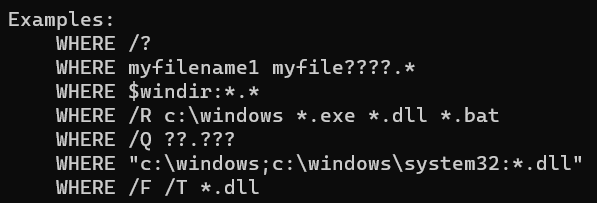 Examples:
    WHERE /?
    WHERE myfilename1 myfile????.*
    WHERE $windir:*.*
    WHERE /R c:\windows *.exe *.dll *.bat
    WHERE /Q ??.???
    WHERE "c:\windows;c:\windows\system32:*.dll"
    WHERE /F /T *.dll